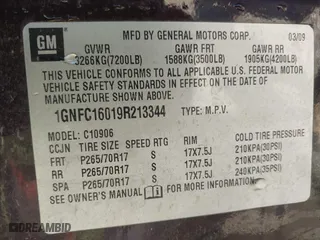 GM
MFD BY GENERAL MOTORS CORP. 03/09
GVWR GAWR FRT GAWR RR
3266KG(7200LB) 1588KG(3500LB) 1905KG(4200LB)
THIS VEHICLE CONFORMS TO ALL APPLICABLE U.S. FEDERAL MOTOR
VEHICLE SAFETY STANDARDS IN EFFECT ON THE DATE OF
MANUFACTURE SHOWN ABOVE.
1GNFC16019R213344 TYPE: M.P.V.
C10906
CCJN TIRE SIZE SPEED RTG RIM COLD TIRE PRESSURE
FRT P265/70R17 S 17X7.5J 210KPA(30PSI)
RR P265/70R17 S 17X7.5J 210KPA(30PSI)
SPA P265/70R17 S 17X7.5J 240KPA(35PSI)
SEE OWNER'S MANUAL FOR ADDITIONAL INFORMATION
DREAMBID